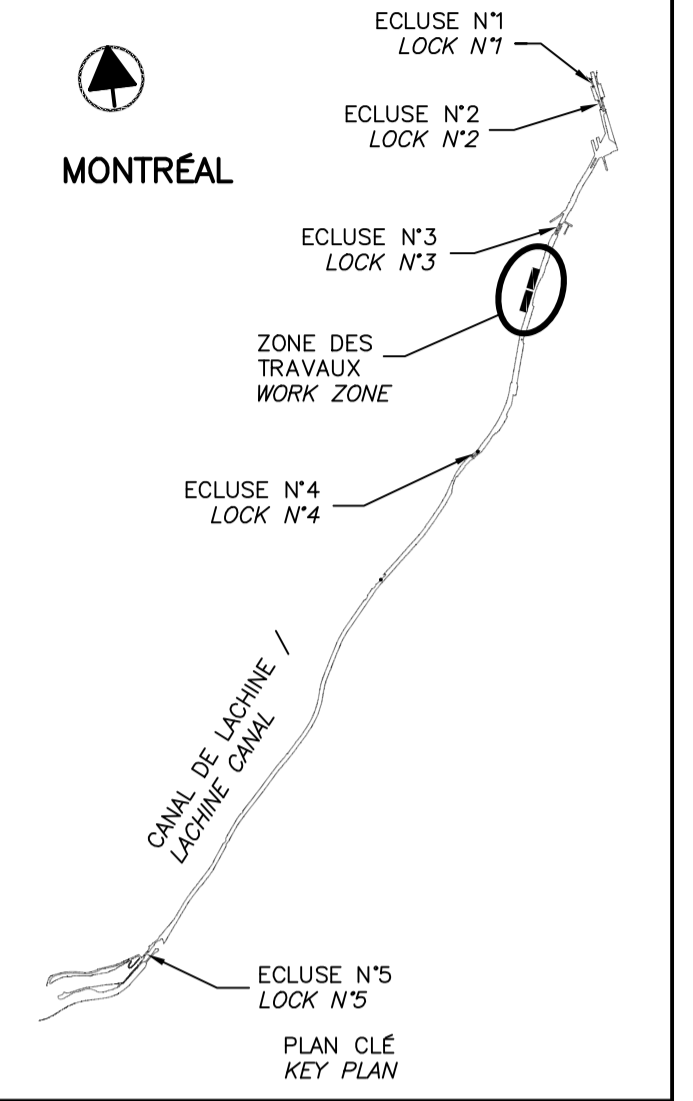 ECLUSE N°1
LOCK N°1
ECLUSE N°2
LOCK N°2
MONTRÉAL
ECLUSE N°3
LOCK N°3
ZONE DES
TRAVAUX
WORK ZONE
ECLUSE N°4
LOCK N°4
CANAL DE LACHINE /
LACHINE CANAL
ECLUSE N°5
LOCK N°5
PLAN CLÉ
KEY PLAN